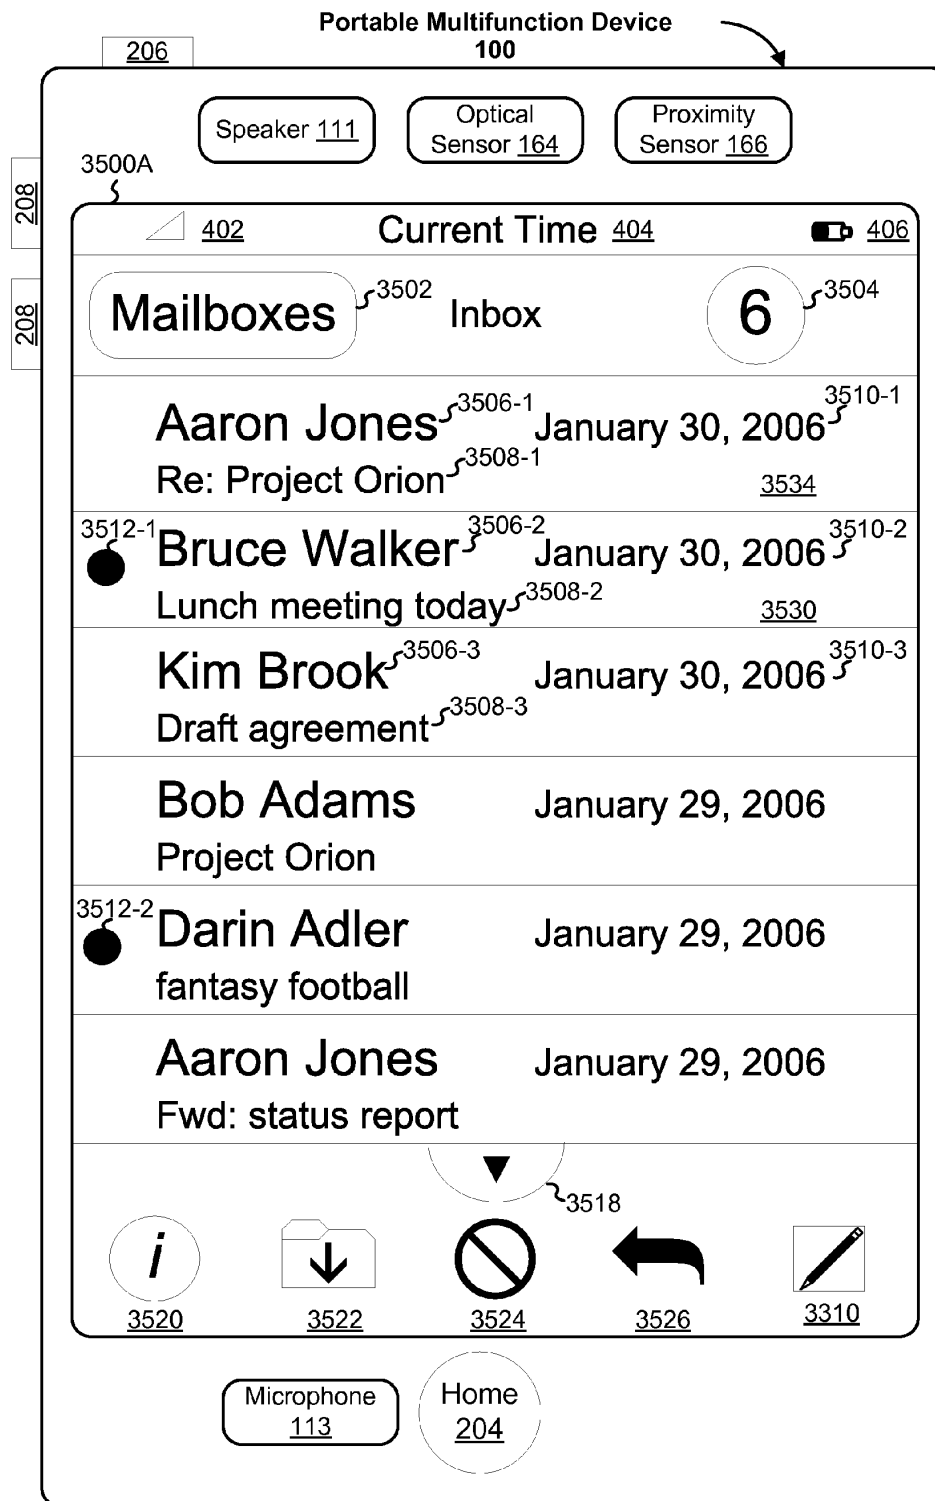 Portable Multifunction Device
100
206
Speaker 111
Optical
Sensor 164
Proximity
Sensor 166
3500A
208
208
402
Current Time 404
406
Mailboxes
3502
Inbox
6
3504
Aaron Jones 3506-1 January 30, 2006 3510-1
Re: Project Orion 3508-1
3534
3512-1
Bruce Walker 3506-2 January 30, 2006 3510-2
Lunch meeting today 3508-2
3530
Kim Brook 3506-3 January 30, 2006 3510-3
Draft agreement 3508-3
Bob Adams January 29, 2006
Project Orion
3512-2
Darin Adler January 29, 2006
fantasy football
Aaron Jones January 29, 2006
Fwd: status report
3518
i
3520 3522 3524 3526 3310
Microphone
113
Home
204